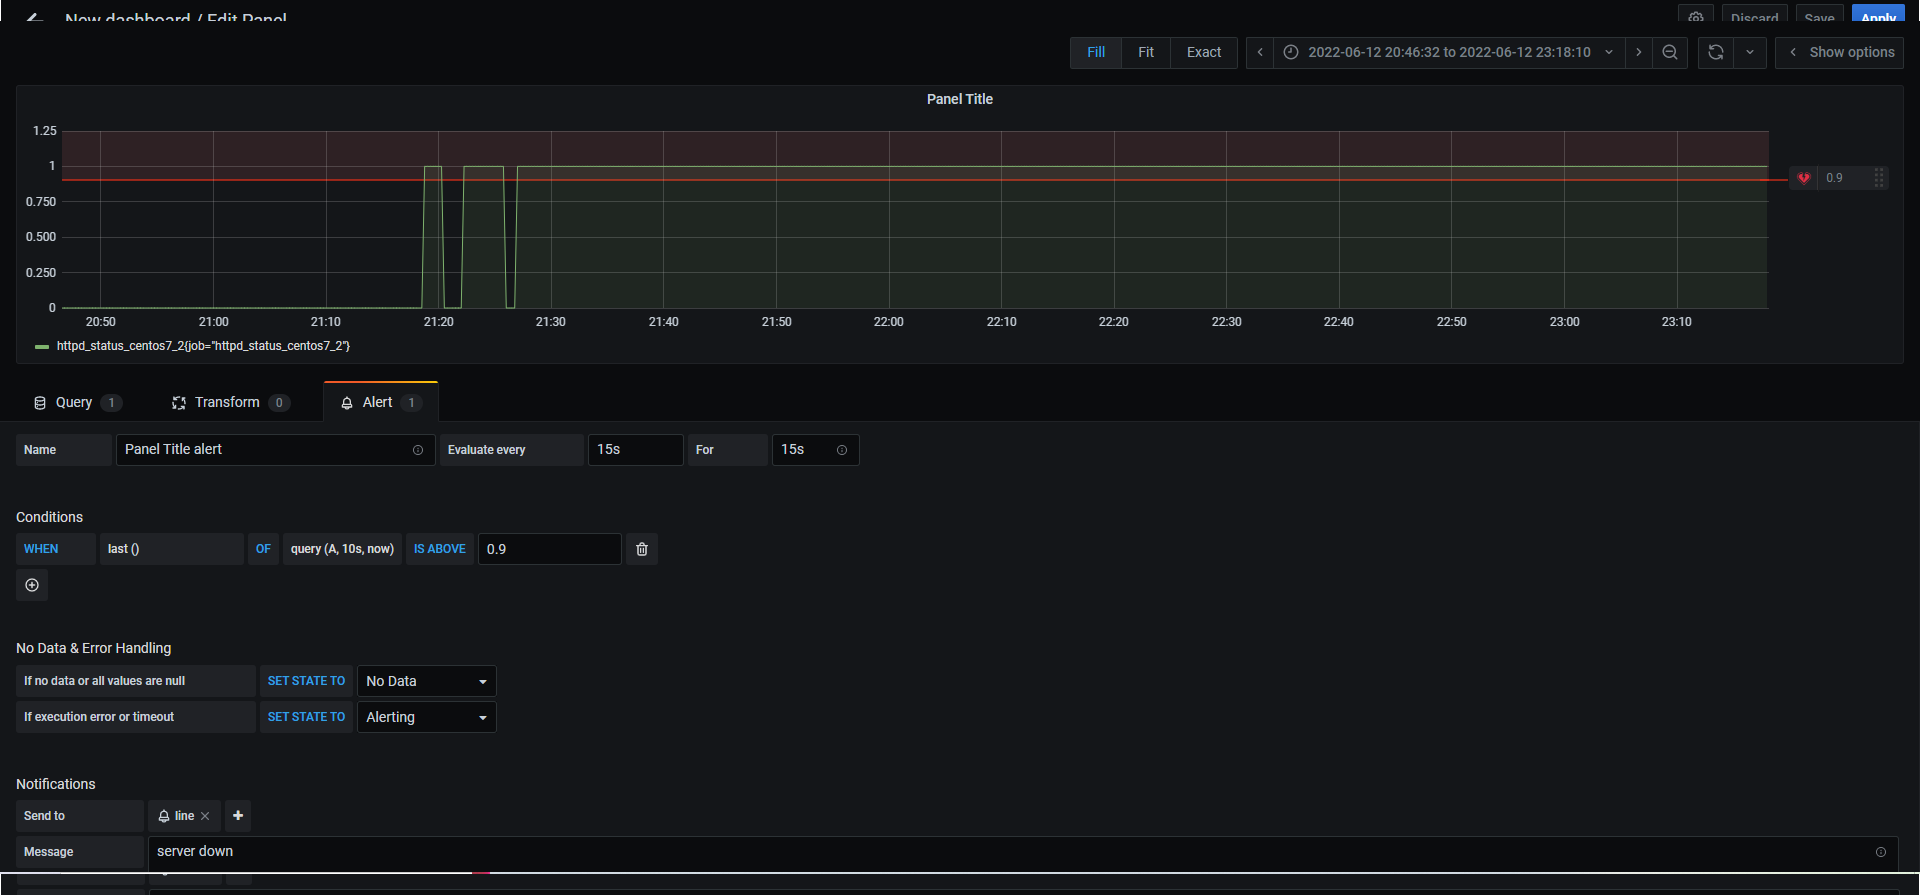 New dashboard / Edit Panel Discard Save Apply
Fill Fit Exact 2022-06-12 20:46:32 to 2022-06-12 23:18:10 Show options
Panel Title
1.25
1
0.9
0.750
0.500
0.250
0
20:50 21:00 21:10 21:20 21:30 21:40 21:50 22:00 22:10 22:20 22:30 22:40 22:50 23:00 23:10
httpd_status_centos7_2{job="httpd_status_centos7_2"}
Query 1 Transform 0 Alert 1
Name Panel Title alert Evaluate every 15s For 15s
Conditions
WHEN last () OF query (A, 10s, now) IS ABOVE 0.9
No Data & Error Handling
If no data or all values are null SET STATE TO No Data
If execution error or timeout SET STATE TO Alerting
Notifications
Send to line
Message server down